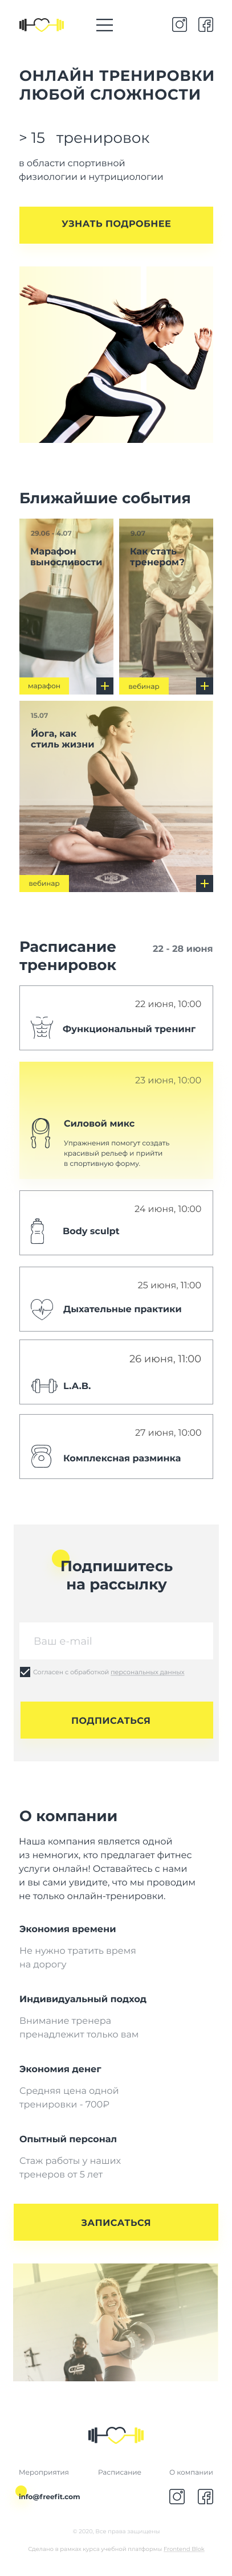 ОНЛАЙН ТРЕНИРОВКИ
ЛЮБОЙ СЛОЖНОСТИ
> 15 тренировок
в области спортивной
физиологии и нутрициологии
УЗНАТЬ ПОДРОБНЕЕ
Ближайшие события
29.06 - 4.07
Марафон
выносливости
марафон
9.07
Как стать
тренером?
вебинар
15.07
Йога, как
стиль жизни
вебинар
Расписание
тренировок
22 - 28 июня
22 июня, 10:00
Функциональный тренинг
23 июня, 10:00
Силовой микс
Упражнения помогут создать
красивый рельеф и прийти
в спортивную форму.
24 июня, 10:00
Body sculpt
25 июня, 11:00
Дыхательные практики
26 июня, 11:00
L.A.B.
27 июня, 10:00
Комплексная разминка
Подпишитесь
на рассылку
Ваш e-mail
Согласен с обработкой персональных данных
ПОДПИСАТЬСЯ
О компании
Наша компания является одной
из немногих, кто предлагает фитнес
услуги онлайн! Оставайтесь с нами
и вы сами увидите, что мы проводим
не только онлайн-тренировки.
Экономия времени
Не нужно тратить время
на дорогу
Индивидуальный подход
Внимание тренера
пренадлежит только вам
Экономия денег
Средняя цена одной
тренировки - 700₽
Опытный персонал
Стаж работы у наших
тренеров от 5 лет
ЗАПИСАТЬСЯ
Мероприятия
Расписание
О компании
info@freefit.com
© 2020, Все права защищены
Сделано в рамках курса учебной платформы Frontend Blok